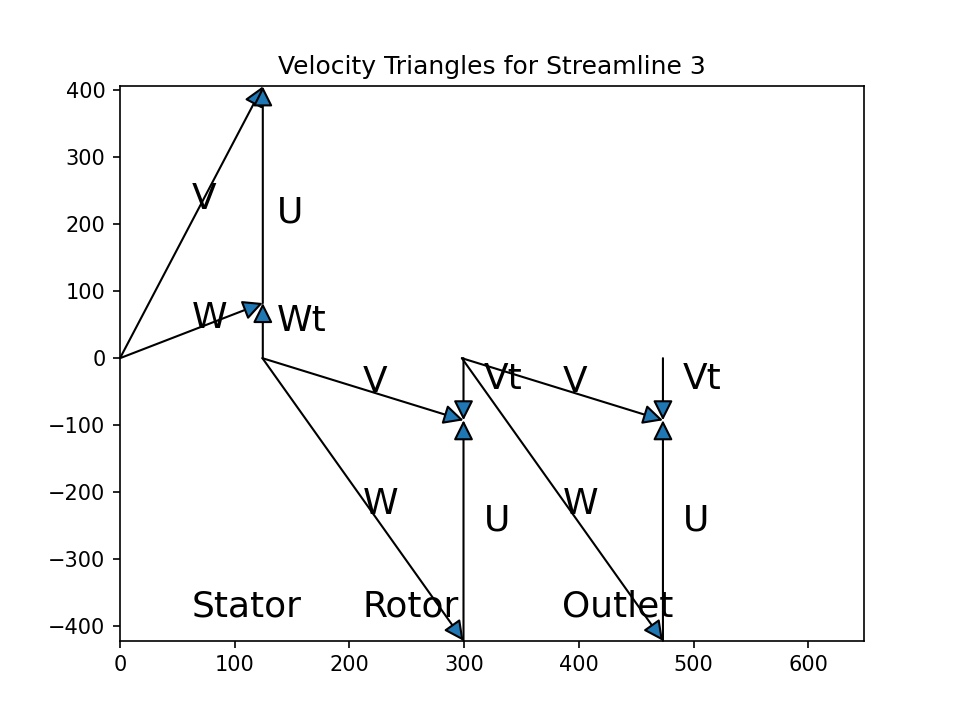 Velocity Triangles for Streamline 3
400
300
200
100
0
−100
−200
−300
−400
V
U
W
Wt
V
Vt
V
Vt
W
U
W
U
Stator
Rotor
Outlet
0 100 200 300 400 500 600